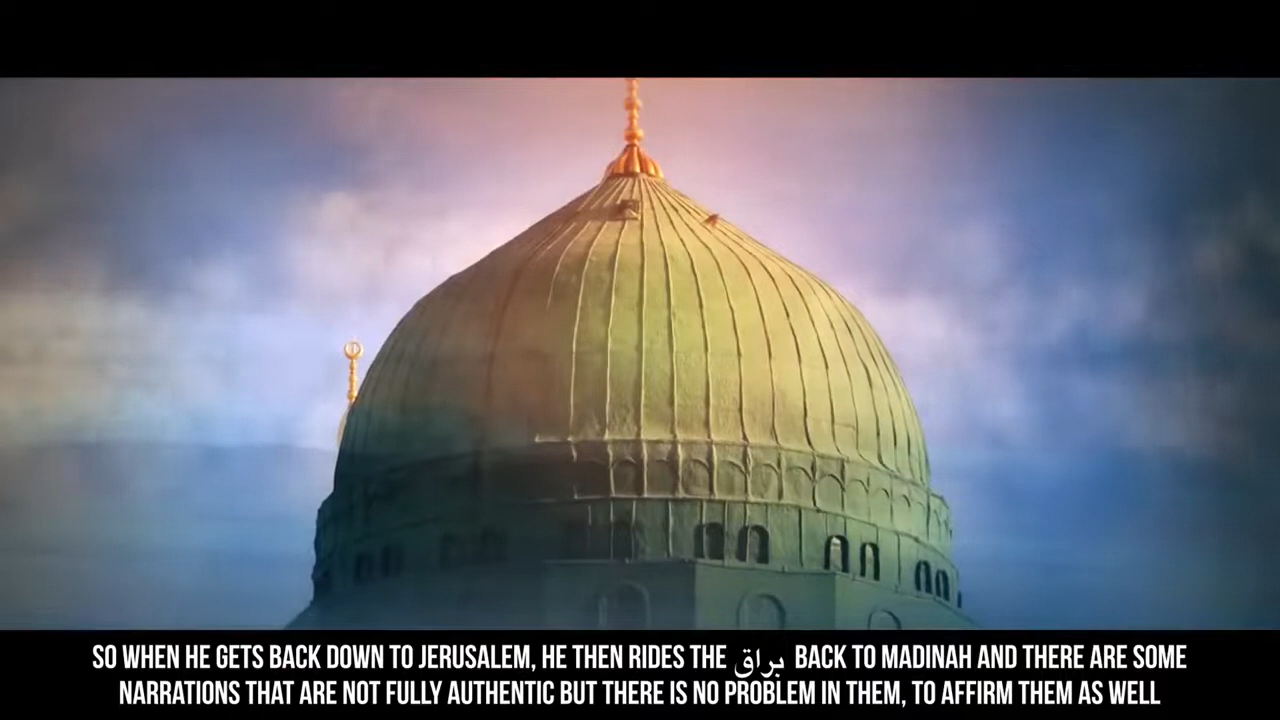 SO WHEN HE GETS BACK DOWN TO JERUSALEM, HE THEN RIDES THE براق BACK TO MADINAH AND THERE ARE SOME
NARRATIONS THAT ARE NOT FULLY AUTHENTIC BUT THERE IS NO PROBLEM IN THEM, TO AFFIRM THEM AS WELL